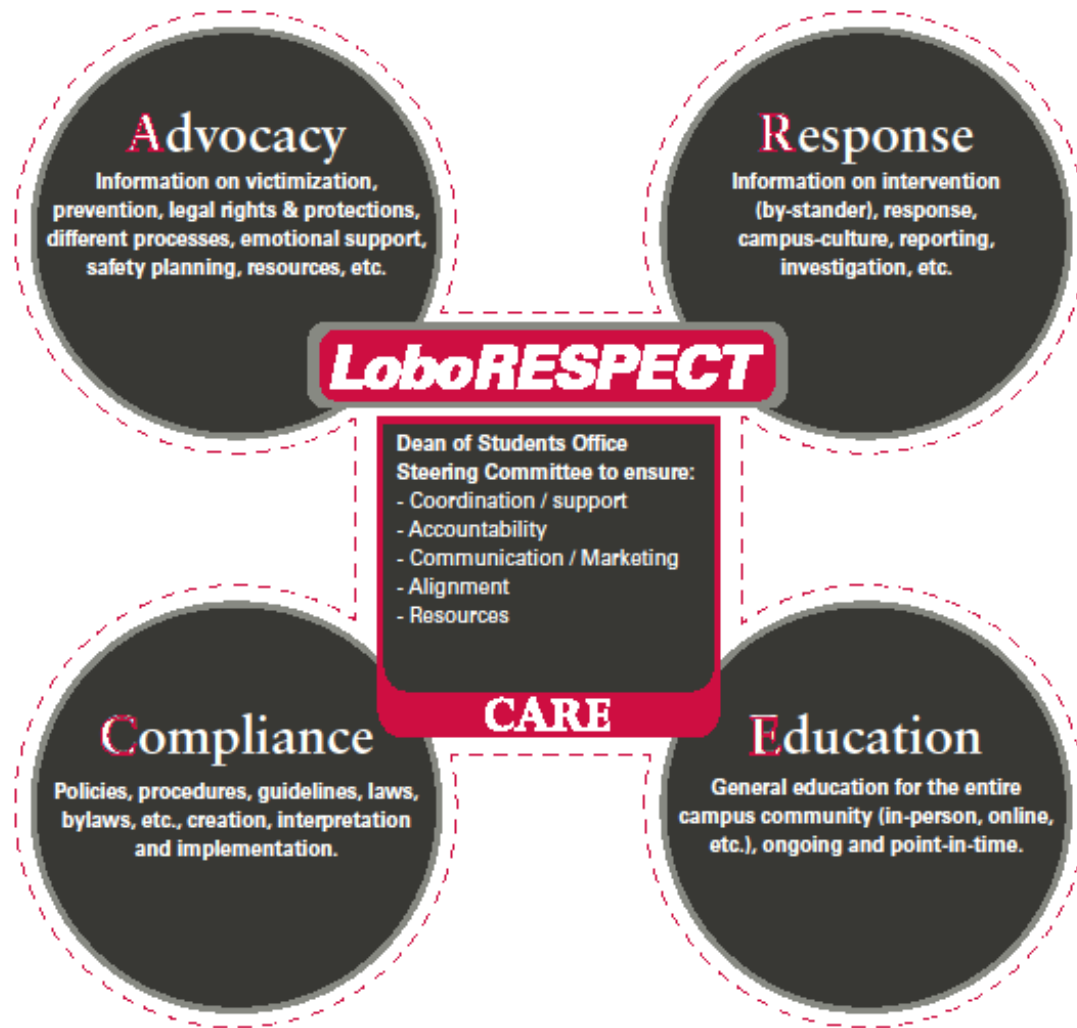 Advocacy
Information on victimization,
prevention, legal rights & protections,
different processes, emotional support,
safety planning, resources, etc.
Response
Information on intervention
(by-stander), response,
campus-culture, reporting,
investigation, etc.
LoboRESPECT
Dean of Students Office
Steering Committee to ensure:
- Coordination / support
- Accountability
- Communication / Marketing
- Alignment
- Resources
CARE
Compliance
Policies, procedures, guidelines, laws,
bylaws, etc., creation, interpretation
and implementation.
Education
General education for the entire
campus community (in-person, online,
etc.), ongoing and point-in-time.